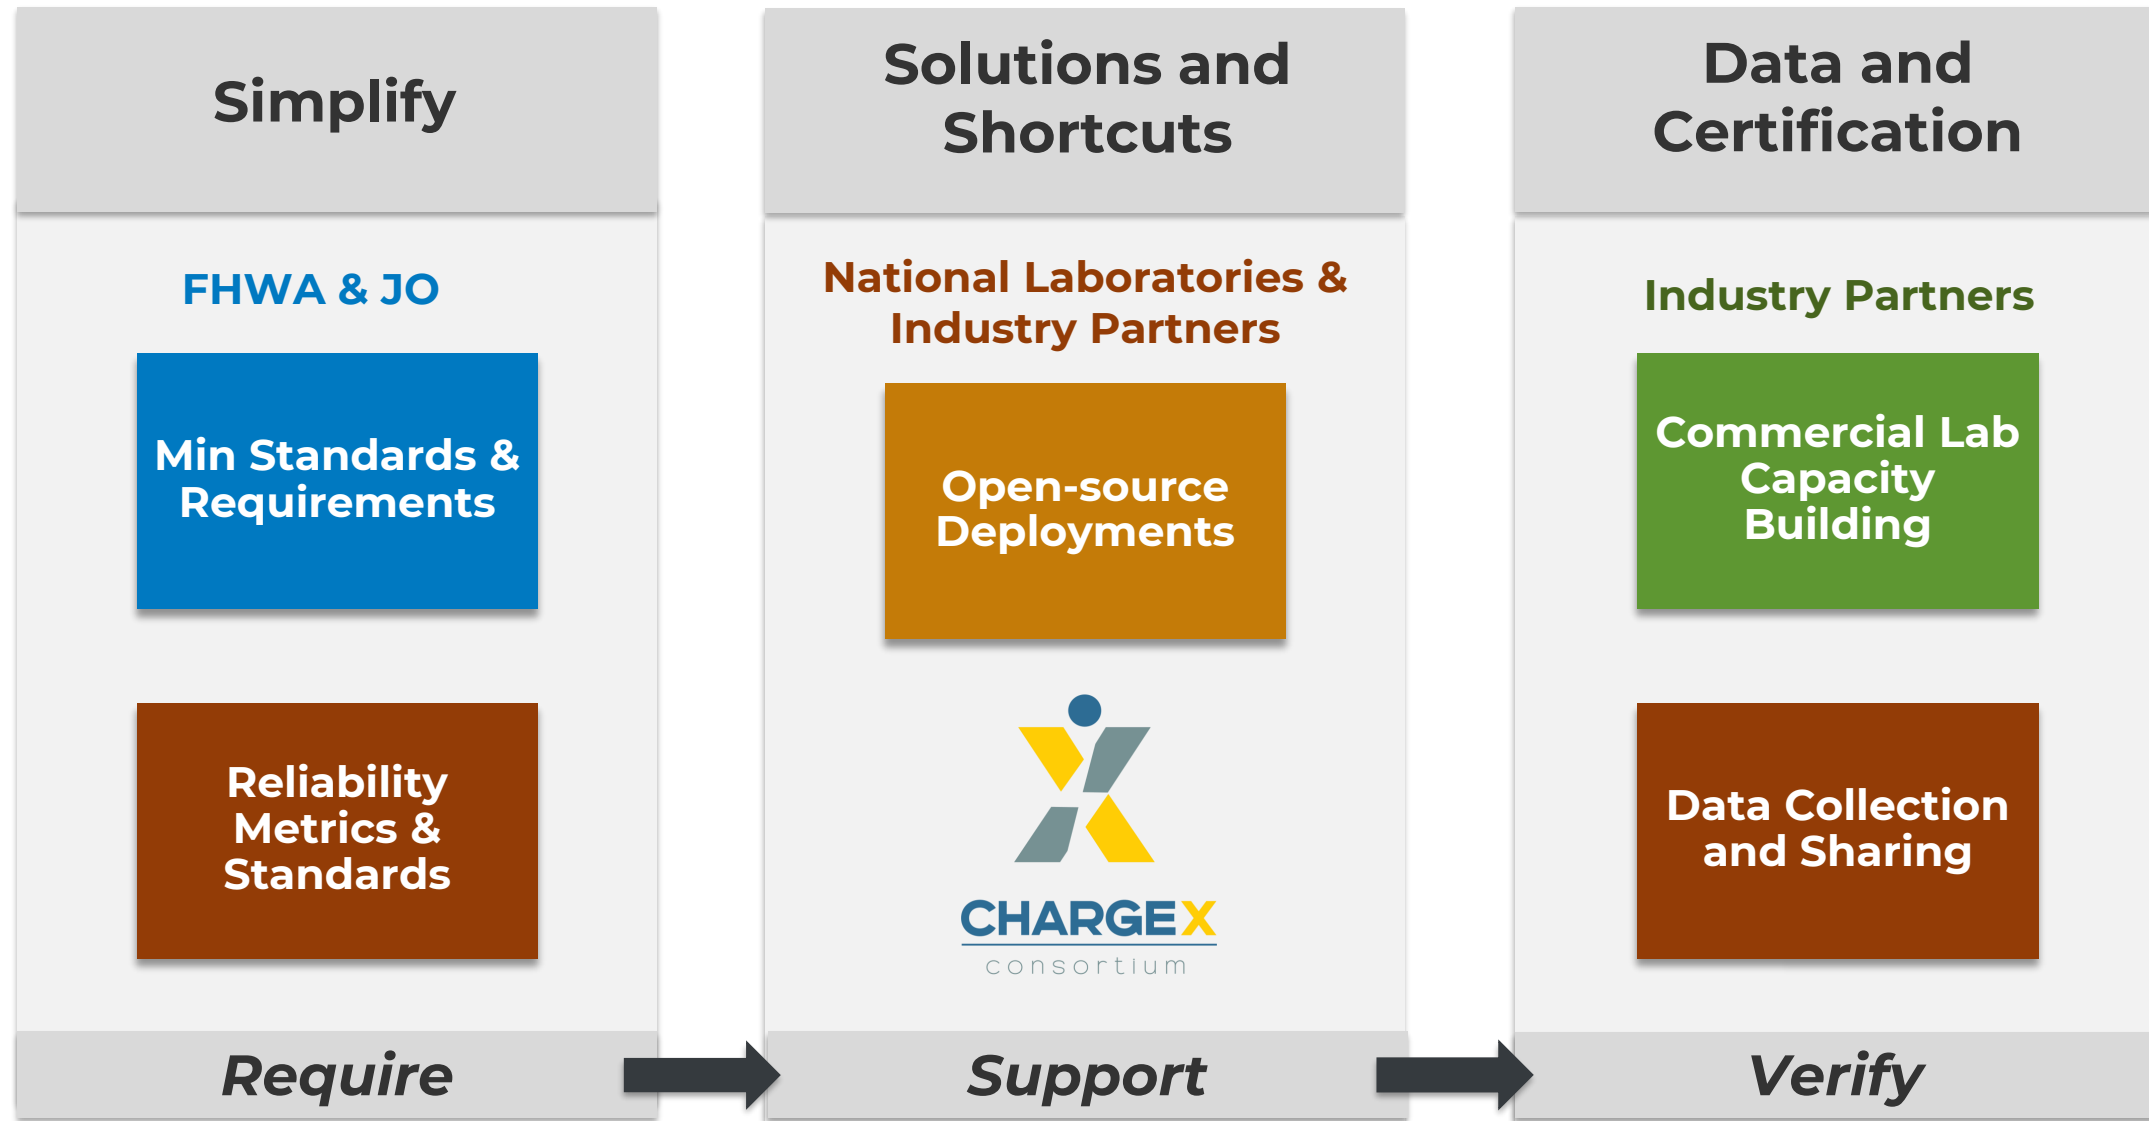 Simplify
FHWA & JO
Min Standards &
Requirements
Reliability
Metrics &
Standards
Require
Solutions and
Shortcuts
National Laboratories &
Industry Partners
Open-source
Deployments
CHARGEX
consortium
Support
Data and
Certification
Industry Partners
Commercial Lab
Capacity
Building
Data Collection
and Sharing
Verify